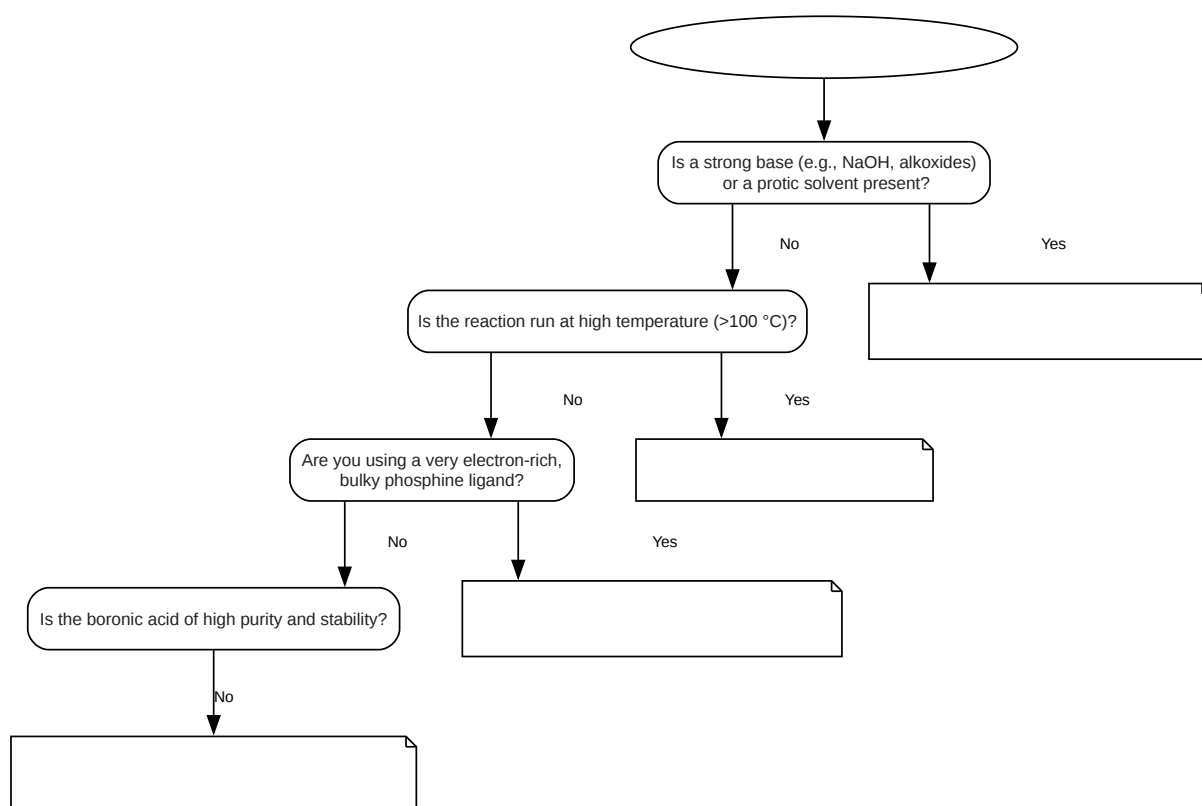 Is a strong base (e.g., NaOH, alkoxides)
or a protic solvent present?
No
Yes
Is the reaction run at high temperature (>100 °C)?
No
Yes
Are you using a very electron-rich,
bulky phosphine ligand?
No
Yes
Is the boronic acid of high purity and stability?
No